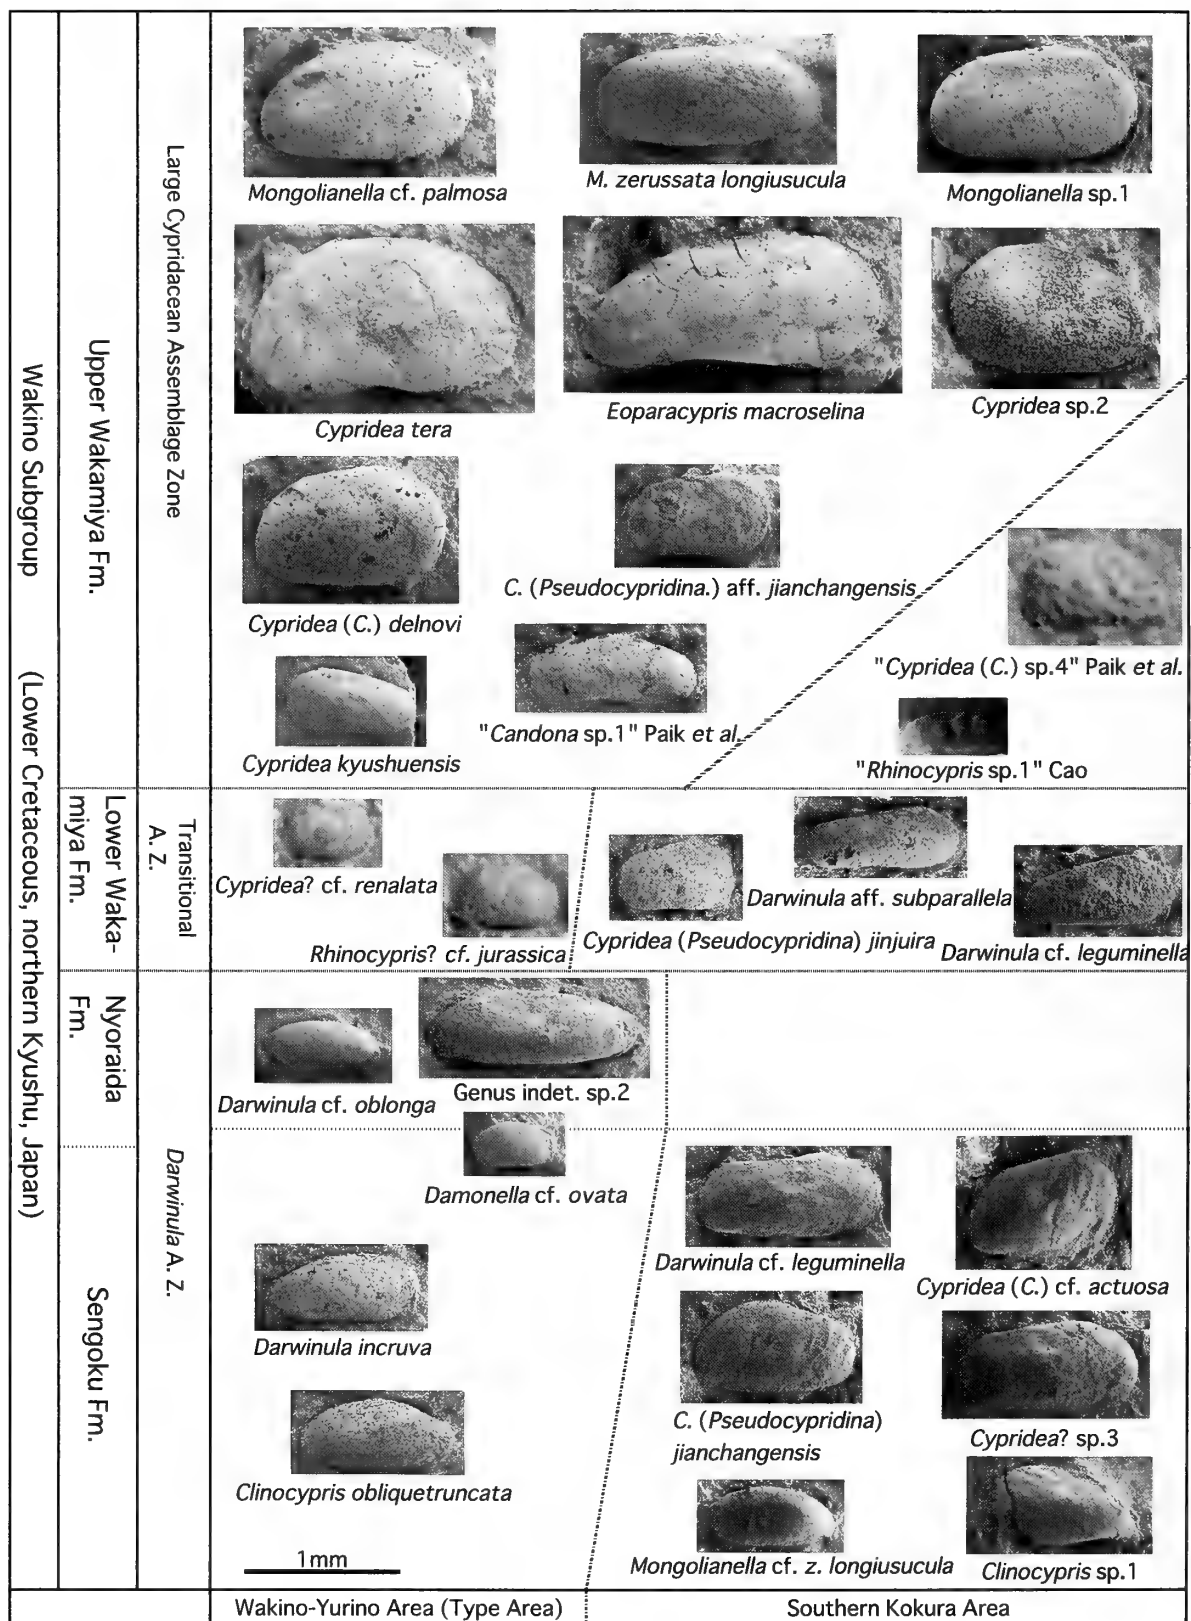 Wakino Subgroup (Lower Cretaceous, northern Kyushu, Japan)
Upper Wakamiya Fm.
Large Cypridacean Assemblage Zone
Mongolianella cf. palmosa
M. zerussata longiusucula
Mongolianella sp.1
Cypridea tera
Eoparacypris macroselina
Cypridea sp.2
Cypridea (C.) delnovi
C. (Pseudocypridina.) aff. jianchangensis
"Cypridea (C.) sp.4" Paik et al.
Cypridea kyushuensis
"Candona sp.1" Paik et al.
"Rhinocypris sp.1" Cao
Lower Waka-
miya Fm.
Transitional
A. Z.
Cypridea? cf. renalata
Rhinocypris? cf. jurassica
Cypridea (Pseudocypridina) jinjuira
Darwinula aff. subparallela
Darwinula cf. leguminella
Nyoraida
Fm.
Darwinula A. Z.
Darwinula cf. oblonga
Genus indet. sp.2
Damonella cf. ovata
Sengoku Fm.
Darwinula incruva
Clinocypris obliquetruncata
Darwinula cf. leguminella
Cypridea (C.) cf. actuosa
C. (Pseudocypridina)
jianchangensis
Cypridea? sp.3
Mongolianella cf. z. longiusucula
Clinocypris sp.1
1mm
Wakino-Yurino Area (Type Area)
Southern Kokura Area